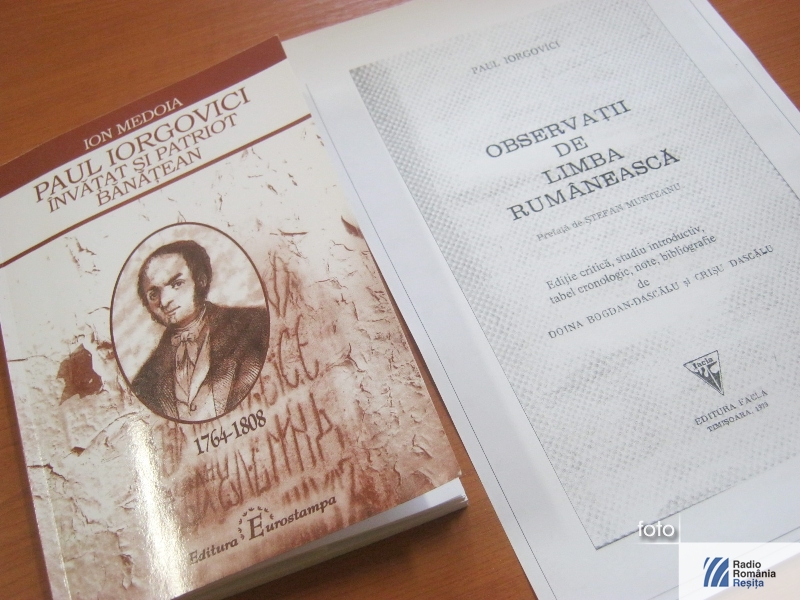 ION MEDOIA
PAUL IORGOVICI
ÎNVĂȚAT ȘI PATRIOT
BĂNĂȚEAN
1764-1808
Editura Eurostampa
PAUL IORGOVICI
OBSERVAȚII
DE
LIMBA
RUMÂNEASCĂ
Prefață de ȘTEFAN MUNTEANU
Ediție critică, studiu introductiv,
tabel cronologic, note, bibliografie
de
DOINA BOGDAN-DASCĂLU și CRIȘU DASCĂLU
facla
EDITURA FACLA
TIMIȘOARA, 1979
foto
Radio
România
Reșița